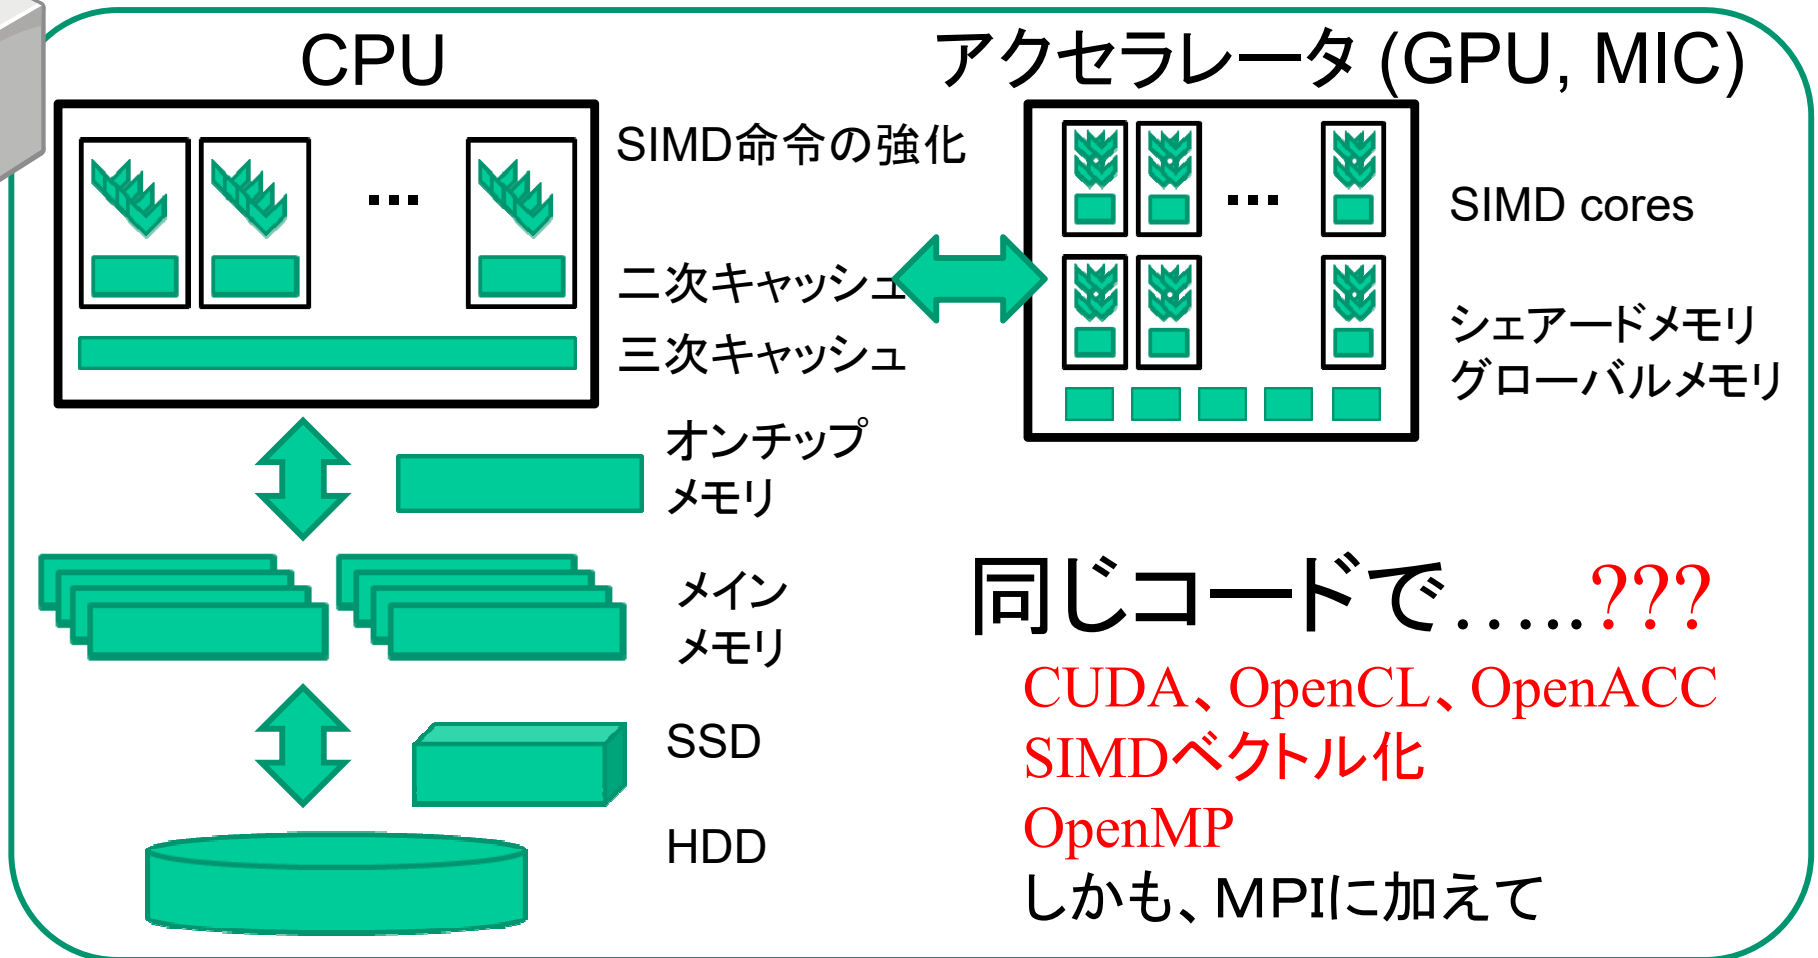 CPU
アクセラレータ (GPU, MIC)
SIMD命令の強化
二次キャッシュ
三次キャッシュ
...
...
SIMD cores
シェアードメモリ
グローバルメモリ
オンチップ
メモリ
メイン
メモリ
SSD
HDD
同じコードで…..???
CUDA、OpenCL、OpenACC
SIMDベクトル化
OpenMP
しかも、MPIに加えて